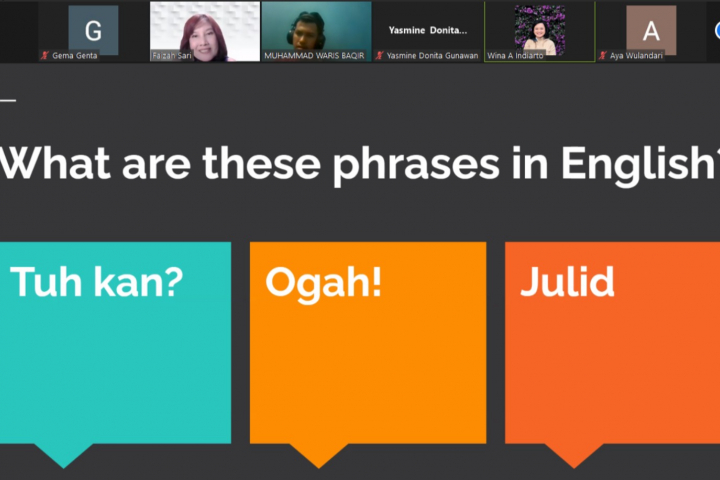 G
Gema Genta
Faizan Sari
MUHAMMAD WARIS BAQIR
Yasmine Donita...
Yasmine Donita Gunawan
Wina A Indiarto
A
Aya Wulandari
What are these phrases in English?
Tuh kan?
Ogah!
Julid